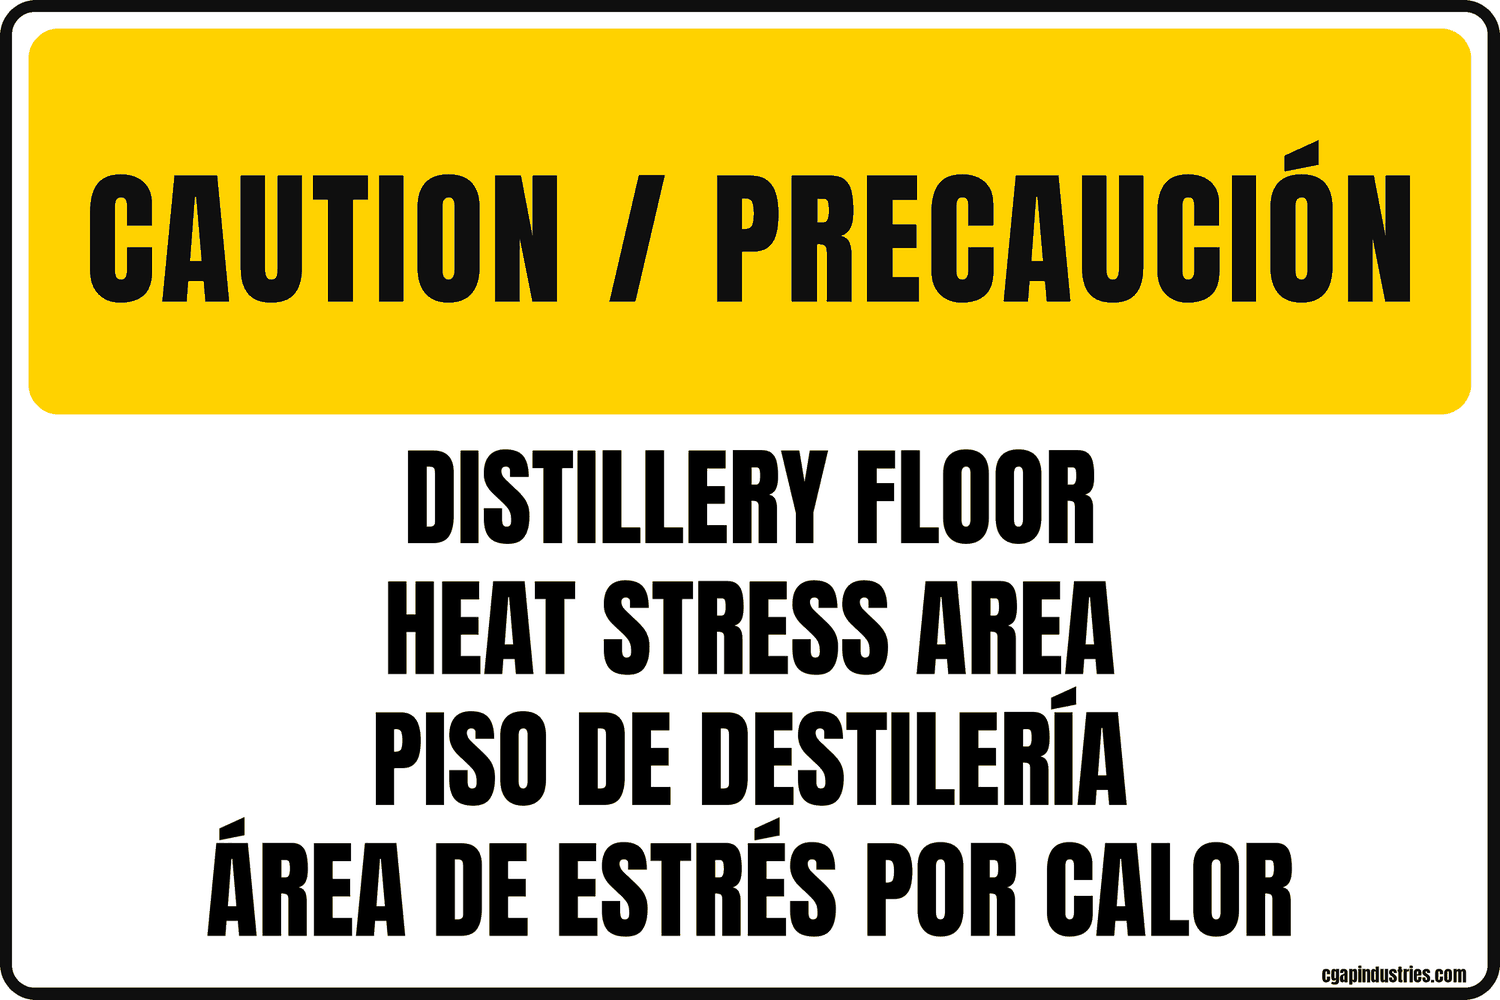 CAUTION / PRECAUCIÓN
DISTILLERY FLOOR
HEAT STRESS AREA
PISO DE DESTILERÍA
ÁREA DE ESTRÉS POR CALOR
cgapindustries.com